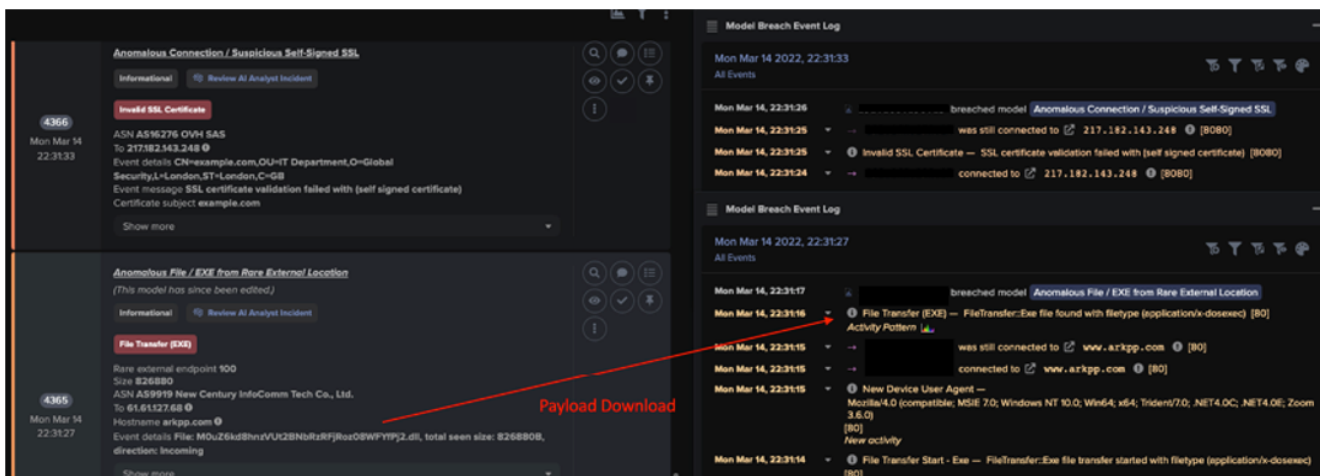 Anomalous Connection / Suspicious Self-Signed SSL
Informational
Review AI Analyst Incident
Invalid SSL Certificate
4366
Mon Mar 14
22:31:33
ASN AS16276 OVH SAS
To 217.182.143.248
Event details CN=example.com,OU=IT Department,O=Global
Security,L=London,ST=London,C=GB
Event message SSL certificate validation failed with (self signed certificate)
Certificate subject example.com
Show more
Anomalous File / EXE from Rare External Location
(This model has since been edited.)
Informational
Review AI Analyst Incident
File Transfer (EXE)
4365
Mon Mar 14
22:31:27
Rare external endpoint 100
Size 826880
ASN AS9919 New Century InfoComm Tech Co., Ltd.
To 61.61.127.68
Hostname arkpp.com
Event details File: total seen size: 826880B,
direction: Incoming
Show more
Payload Download
Model Breach Event Log
Mon Mar 14 2022, 22:31:33
All Events
Mon Mar 14, 22:31:26 breached model Anomalous Connection / Suspicious Self-Signed SSL
Mon Mar 14, 22:31:25 was still connected to 217.182.143.248 [8080]
Mon Mar 14, 22:31:25 Invalid SSL Certificate — SSL certificate validation failed with (self signed certificate) [8080]
Mon Mar 14, 22:31:24 connected to 217.182.143.248 [8080]
Model Breach Event Log
Mon Mar 14 2022, 22:31:27
All Events
Mon Mar 14, 22:31:17 breached model Anomalous File / EXE from Rare External Location
Mon Mar 14, 22:31:16 File Transfer (EXE) — FileTransfer::Exe file found with filetype (application/x-dosexec) [80]
Activity Pattern
Mon Mar 14, 22:31:15 was still connected to www.arkpp.com [80]
Mon Mar 14, 22:31:15 connected to www.arkpp.com [80]
Mon Mar 14, 22:31:15 New Device User Agent —
Mozilla/4.0 (compatible; MSIE 7.0; Windows NT 10.0; Win64; x64; Trident/7.0; .NET4.0C; .NET4.0E; Zoom
3.6.0)
[80]
New activity
Mon Mar 14, 22:31:14 File Transfer Start - Exe — FileTransfer::Exe file transfer started with filetype (application/x-dosexec)
[80]